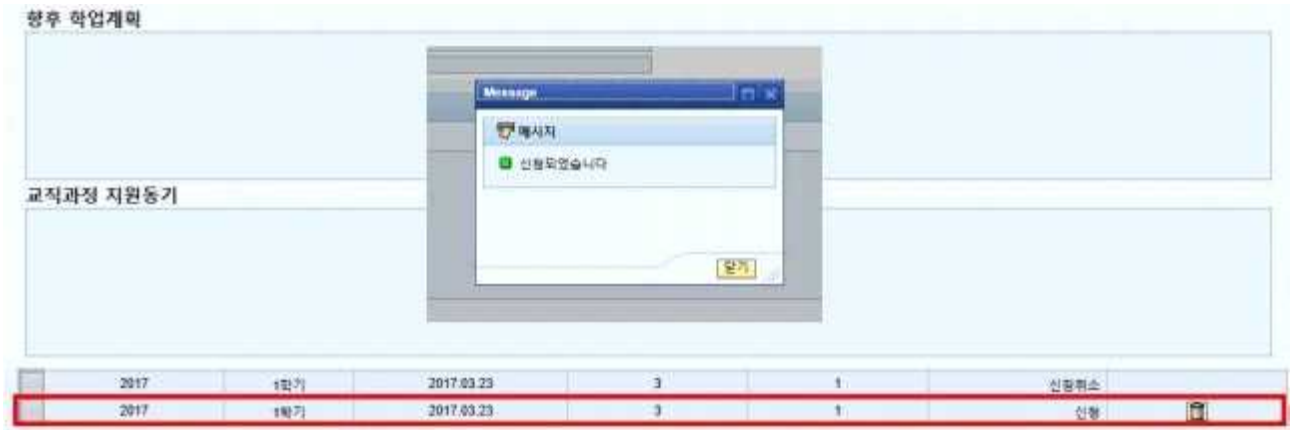 향후 학업계획
Message
메시지
신청되었습니다
교직과정 지원동기
닫기
2017 1학기 2017.03.23 3 1 신청취소
2017 1학기 2017.03.23 3 1 신청